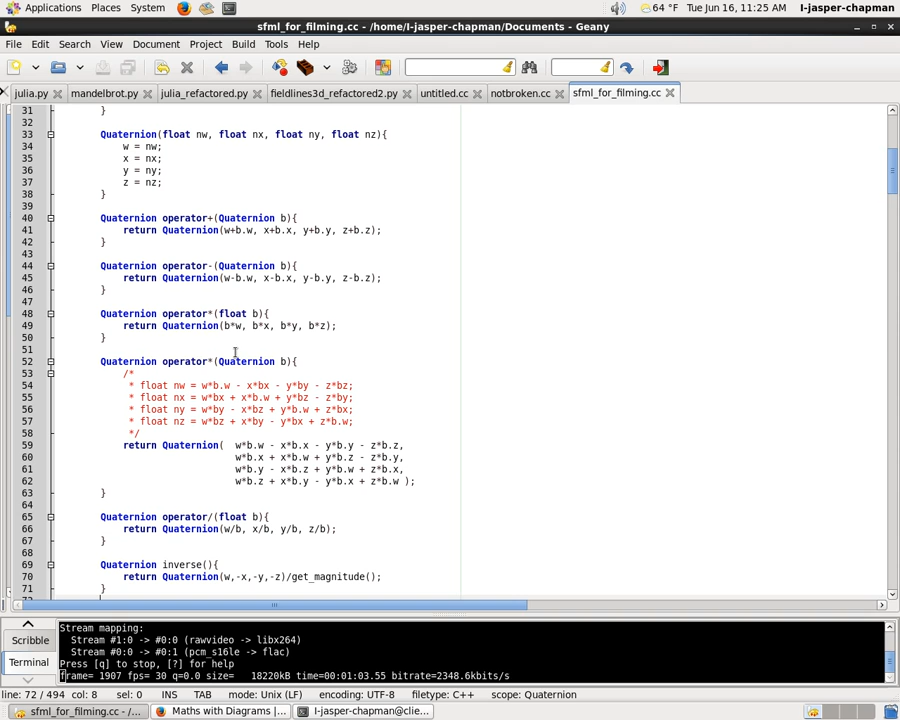 Applications Places System 64 °F Tue Jun 16, 11:25 AM I-jasper-chapman
sfml_for_filming.cc - /home/I-jasper-chapman/Documents - Geany
File Edit Search View Document Project Build Tools Help
julia.py mandelbrot.py julia_refactored.py fieldlines3d_refactored2.py untitled.cc notbroken.cc sfml_for_filming.cc
31 }
32
33 Quaternion(float nw, float nx, float ny, float nz){
34 w = nw;
35 x = nx;
36 y = ny;
37 z = nz;
38 }
39
40 Quaternion operator+(Quaternion b){
41 return Quaternion(w+b.w, x+b.x, y+b.y, z+b.z);
42 }
43
44 Quaternion operator-(Quaternion b){
45 return Quaternion(w-b.w, x-b.x, y-b.y, z-b.z);
46 }
47
48 Quaternion operator*(float b){
49 return Quaternion(b*w, b*x, b*y, b*z);
50 }
51
52 Quaternion operator*(Quaternion b){
53 /*
54 * float nw = w*b.w - x*bx - y*by - z*bz;
55 * float nx = w*bx + x*b.w + y*bz - z*by;
56 * float ny = w*by - x*bz + y*b.w + z*bx;
57 * float nz = w*bz + x*by - y*bx + z*b.w;
58 */
59 return Quaternion( w*b.w - x*b.x - y*b.y - z*b.z,
60 w*b.x + x*b.w + y*b.z - z*b.y,
61 w*b.y - x*b.z + y*b.w + z*b.x,
62 w*b.z + x*b.y - y*b.x + z*b.w );
63 }
64
65 Quaternion operator/(float b){
66 return Quaternion(w/b, x/b, y/b, z/b);
67 }
68
69 Quaternion inverse(){
70 return Quaternion(w,-x,-y,-z)/get_magnitude();
71 }
72
Scribble
Terminal
Stream mapping:
Stream #1:0 -> #0:0 (rawvideo -> libx264)
Stream #0:0 -> #0:1 (pcm_s16le -> flac)
Press [q] to stop, [?] for help
frame= 1907 fps= 30 q=0.0 size= 18220kB time=00:01:03.55 bitrate=2348.6kbits/s
line: 72 / 494 col: 8 sel: 0 INS TAB mode: Unix (LF) encoding: UTF-8 filetype: C++ scope: Quaternion
sfml_for_filming.cc - /... Maths with Diagrams |... I-jasper-chapman@clie...